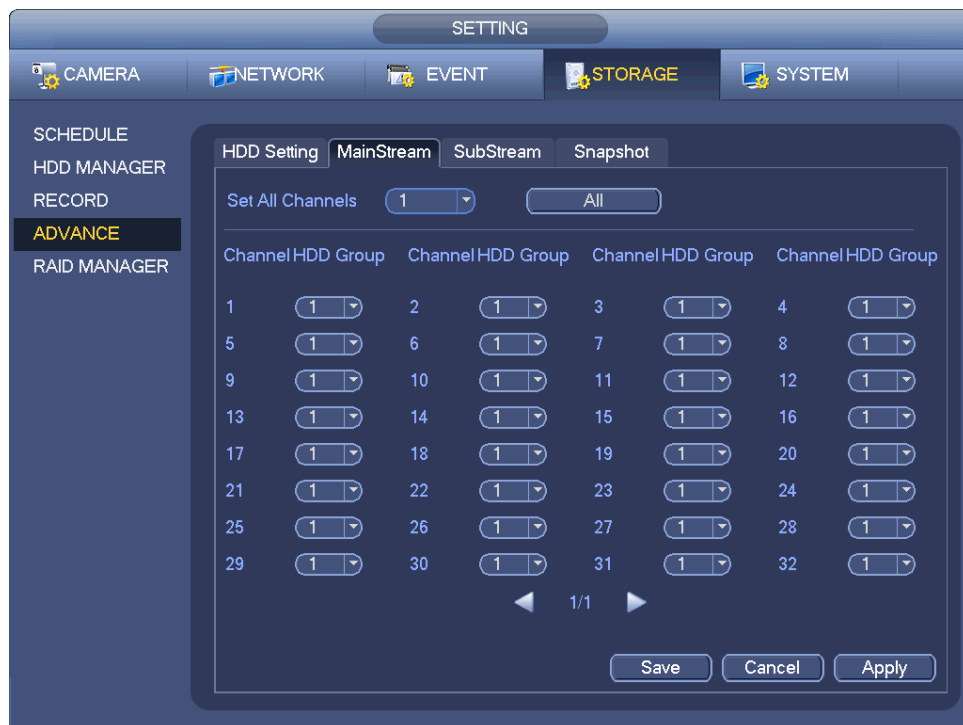 SETTING
CAMERA NETWORK EVENT STORAGE SYSTEM
SCHEDULE
HDD MANAGER
RECORD
ADVANCE
RAID MANAGER
HDD Setting MainStream SubStream Snapshot
Set All Channels 1 All
Channel HDD Group Channel HDD Group Channel HDD Group Channel HDD Group
1 1 2 1 3 1 4 1
5 1 6 1 7 1 8 1
9 1 10 1 11 1 12 1
13 1 14 1 15 1 16 1
17 1 18 1 19 1 20 1
21 1 22 1 23 1 24 1
25 1 26 1 27 1 28 1
29 1 30 1 31 1 32 1
1/1
Save Cancel Apply